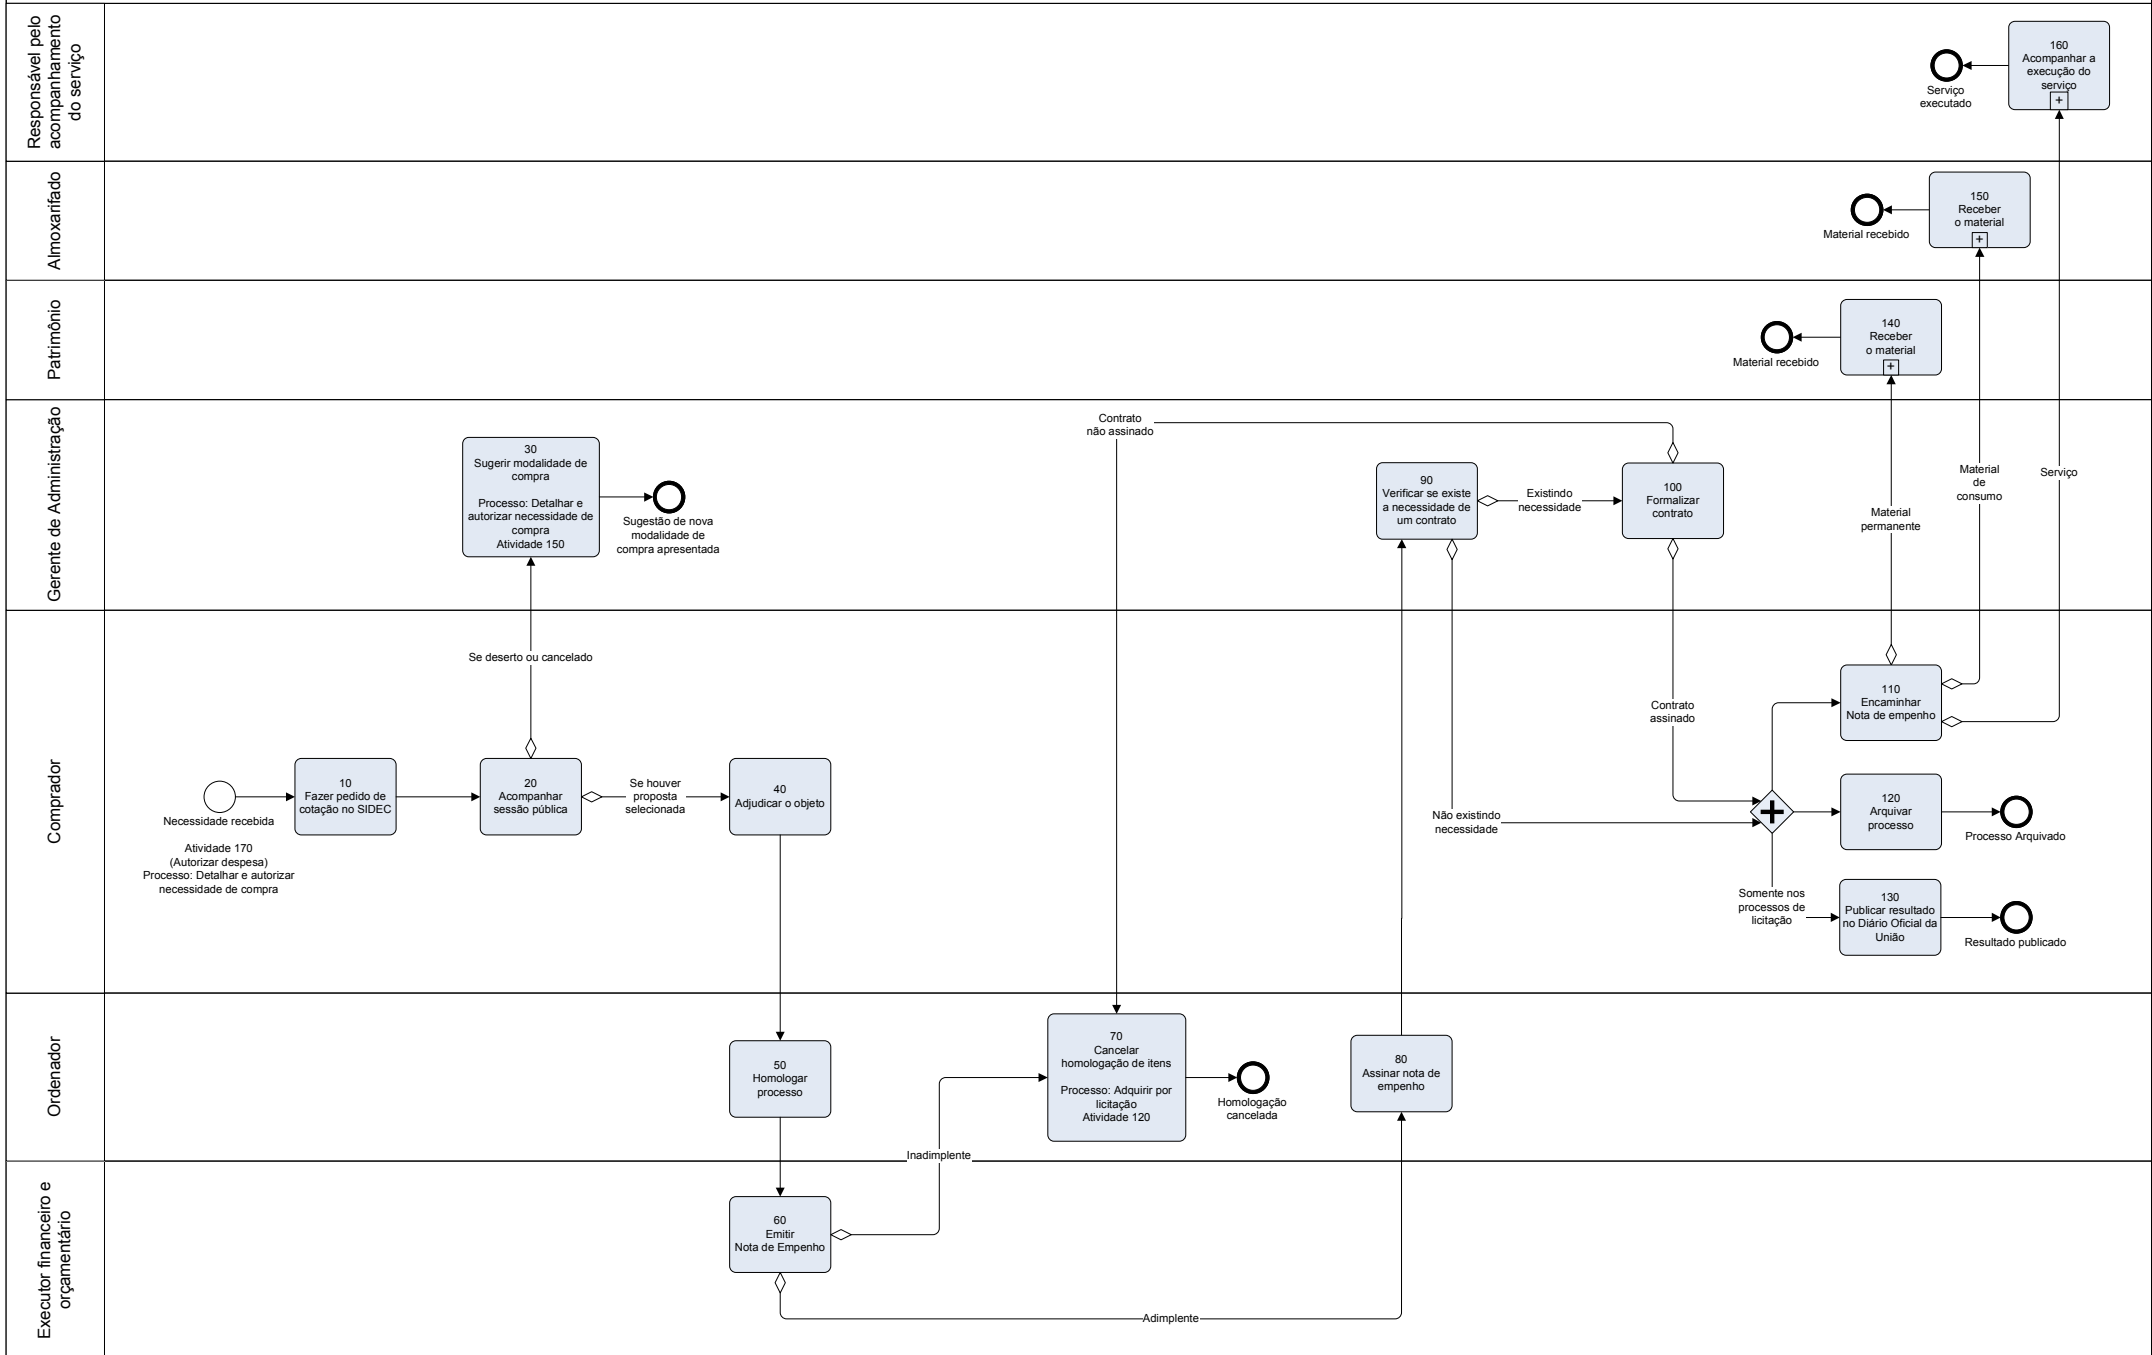 Responsável pelo
acompanhamento
do serviço
160
Acompanhar a
execução do
serviço
Serviço
executado
Almoxarifado
150
Receber
o material
Material recebido
Patrimônio
140
Receber
o material
Material recebido
Gerente de Administração
30
Sugerir modalidade de
compra
Processo: Detalhar e
autorizar necessidade de
compra
Atividade 150
Sugestão de nova
modalidade de
compra apresentada
Contrato
não assinado
90
Verificar se existe
a necessidade de
um contrato
Existindo
necessidade
100
Formalizar
contrato
Material
permanente
Material
de
consumo
Serviço
Comprador
Se deserto ou cancelado
Necessidade recebida
Atividade 170
(Autorizar despesa)
Processo: Detalhar e autorizar
necessidade de compra
10
Fazer pedido de
cotação no SIDEC
20
Acompanhar
sessão pública
Se houver
proposta
selecionada
40
Adjudicar o objeto
Contrato
assinado
Não existindo
necessidade
110
Encaminhar
Nota de empenho
120
Arquivar
processo
Processo Arquivado
Somente nos
processos de
licitação
130
Publicar resultado
no Diário Oficial da
União
Resultado publicado
Ordenador
50
Homologar
processo
70
Cancelar
homologação de itens
Processo: Adquirir por
licitação
Atividade 120
Homologação
cancelada
80
Assinar nota de
empenho
Inadimplente
Executor financeiro e
orçamentário
60
Emitir
Nota de Empenho
Adimplente